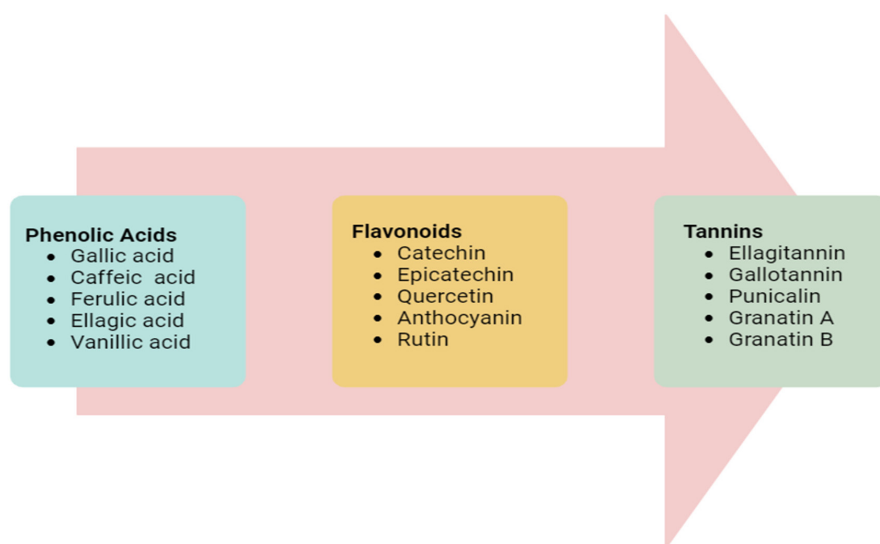 Phenolic Acids
• Gallic acid
• Caffeic  acid
• Ferulic acid
• Ellagic acid
• Vanillic acid
Flavonoids
• Catechin
• Epicatechin
• Quercetin
• Anthocyanin
• Rutin
Tannins
• Ellagitannin
• Gallotannin
• Punicalin
• Granatin A
• Granatin B